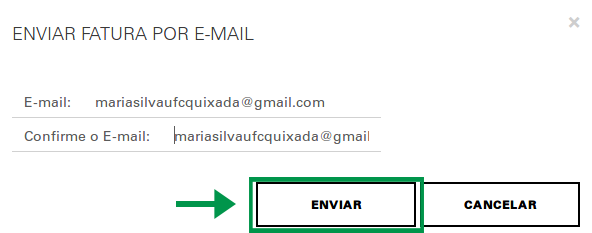 ×
ENVIAR FATURA POR E-MAIL
E-mail: mariasilvaufcquixada@gmail.com
Confirme o E-mail: mariasilvaufcquixada@gmail
ENVIAR CANCELAR